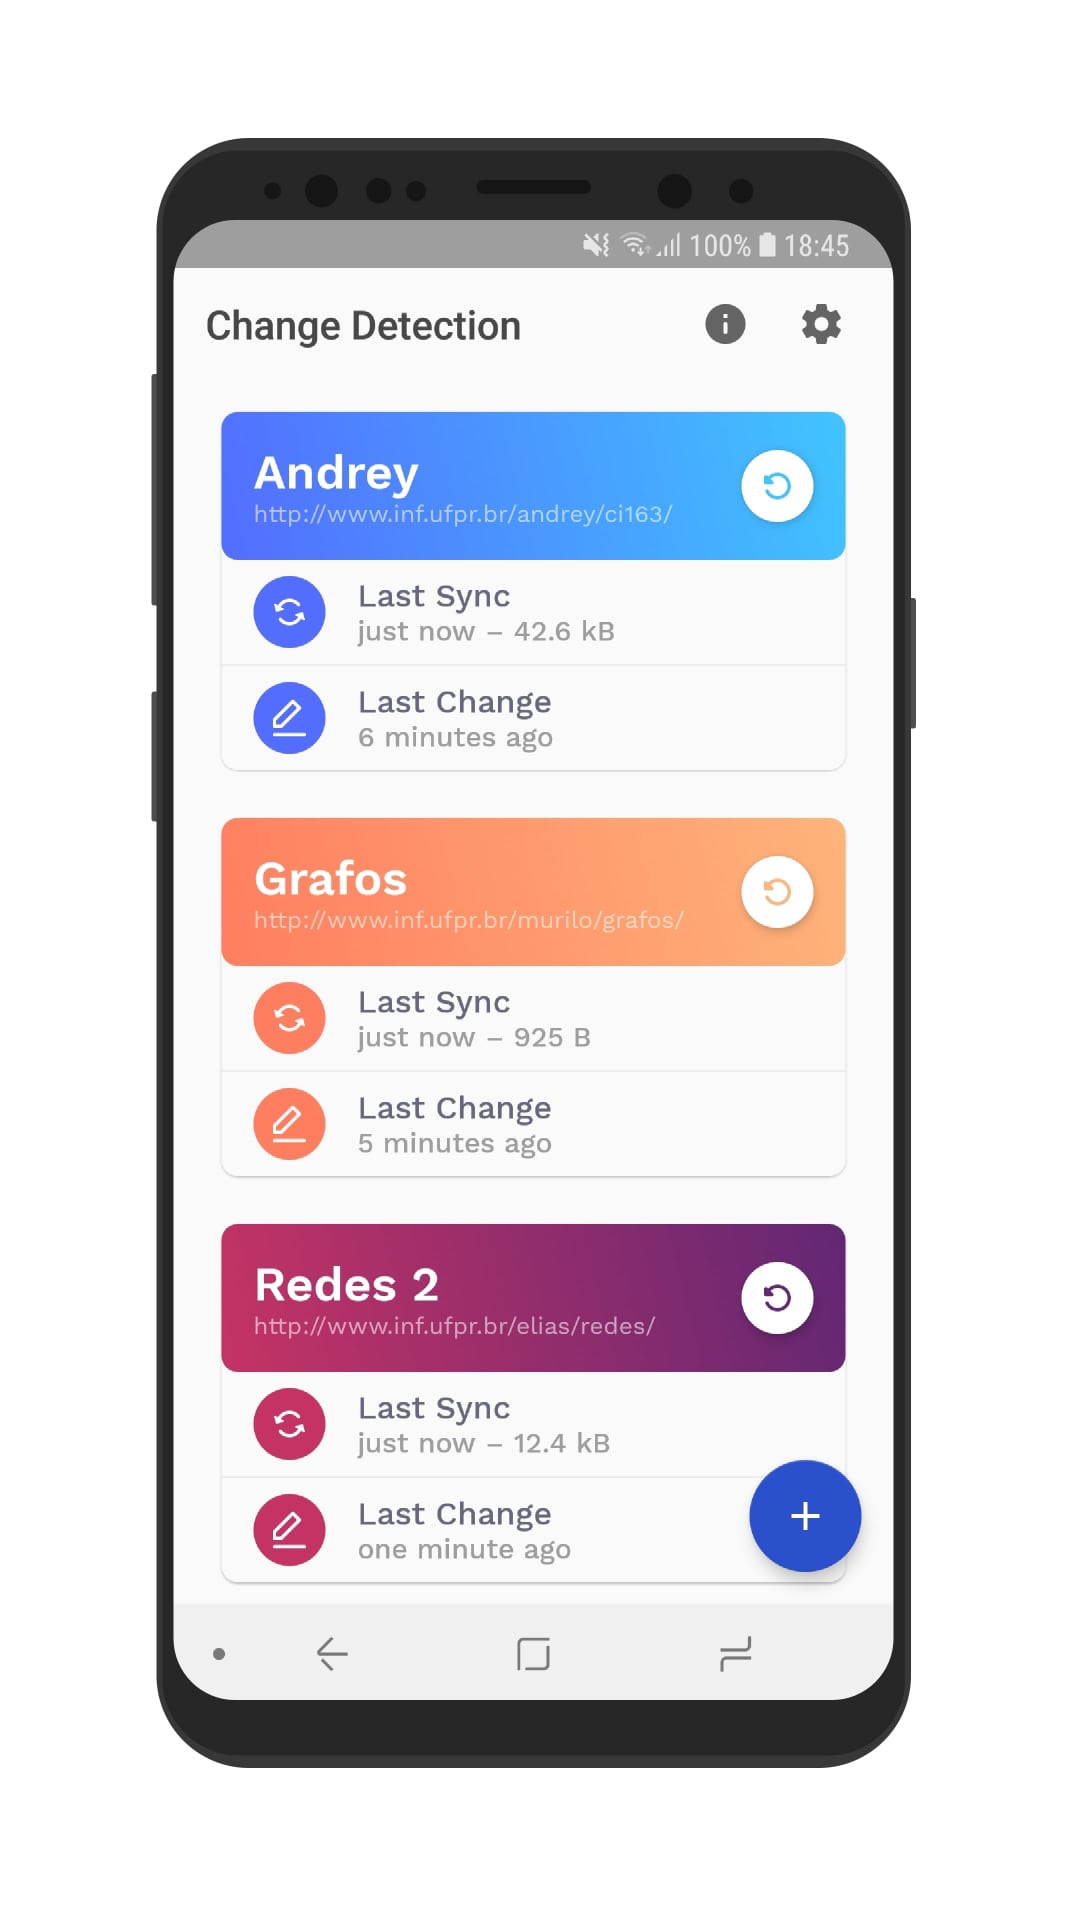 100% 18:45
Change Detection
Andrey
http://www.inf.ufpr.br/andrey/ci163/
Last Sync
just now – 42.6 kB
Last Change
6 minutes ago
Grafos
http://www.inf.ufpr.br/murilo/grafos/
Last Sync
just now – 925 B
Last Change
5 minutes ago
Redes 2
http://www.inf.ufpr.br/elias/redes/
Last Sync
just now – 12.4 kB
Last Change
one minute ago